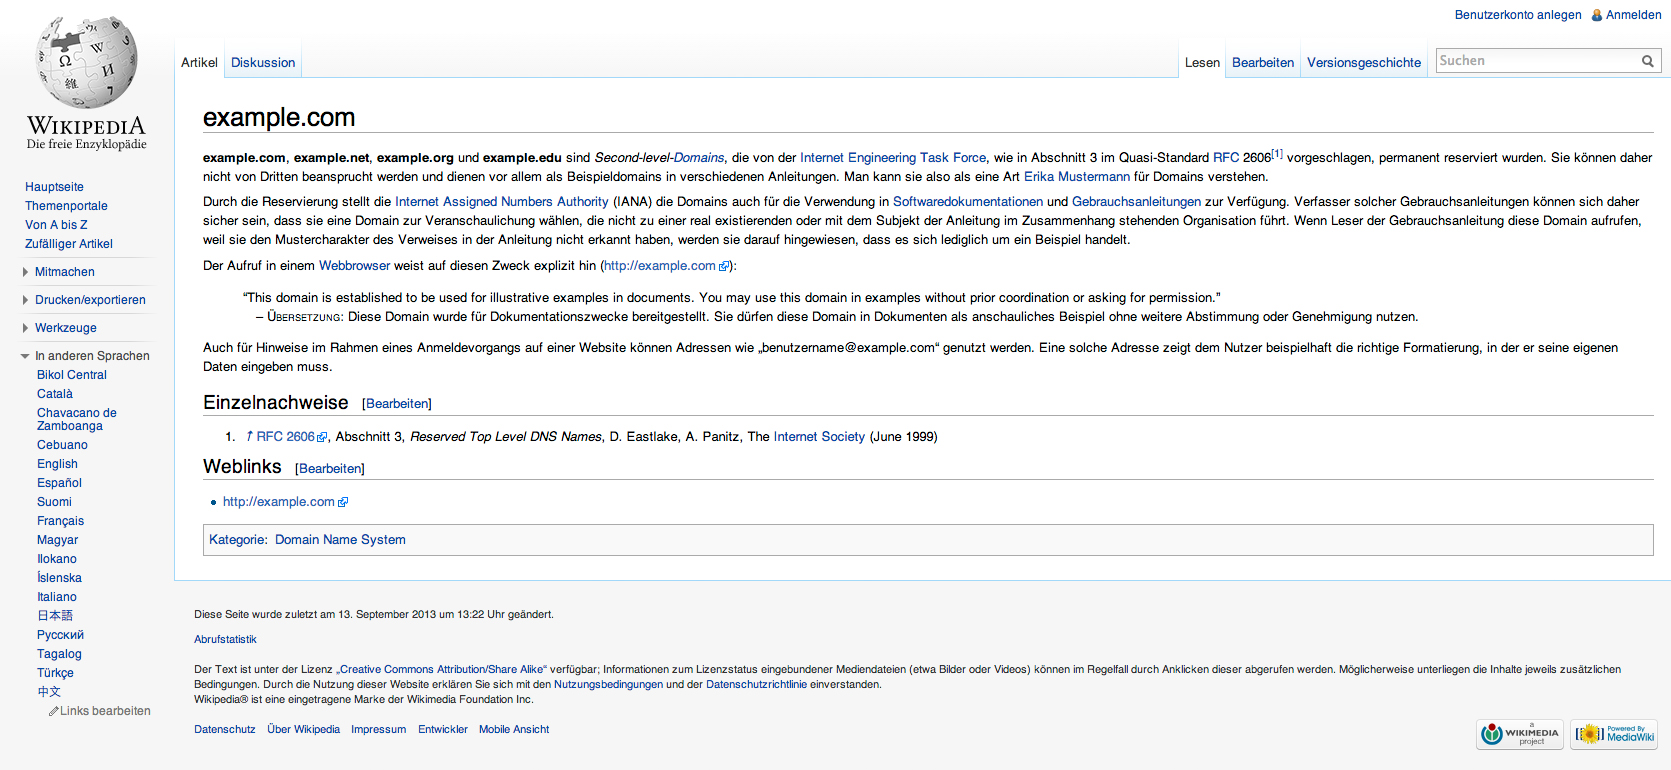 Benutzerkonto anlegen Anmelden
WIKIPEDIA
Die freie Enzyklopädie
Artikel Diskussion Lesen Bearbeiten Versionsgeschichte Suchen
Hauptseite
Themenportale
Von A bis Z
Zufälliger Artikel
Mitmachen
Drucken/exportieren
Werkzeuge
In anderen Sprachen
Bikol Central
Català
Chavacano de
Zamboanga
Cebuano
English
Español
Suomi
Français
Magyar
Ilokano
Íslenska
Italiano
日本語
Русский
Tagalog
Türkçe
中文
Links bearbeiten
example.com
example.com, example.net, example.org und example.edu sind Second-level-Domains, die von der Internet Engineering Task Force, wie in Abschnitt 3 im Quasi-Standard RFC 2606[1] vorgeschlagen, permanent reserviert wurden. Sie können daher
nicht von Dritten beansprucht werden und dienen vor allem als Beispieldomains in verschiedenen Anleitungen. Man kann sie also als eine Art Erika Mustermann für Domains verstehen.
Durch die Reservierung stellt die Internet Assigned Numbers Authority (IANA) die Domains auch für die Verwendung in Softwaredokumentationen und Gebrauchsanleitungen zur Verfügung. Verfasser solcher Gebrauchsanleitungen können sich daher
sicher sein, dass sie eine Domain zur Veranschaulichung wählen, die nicht zu einer real existierenden oder mit dem Subjekt der Anleitung im Zusammenhang stehenden Organisation führt. Wenn Leser der Gebrauchsanleitung diese Domain aufrufen,
weil sie den Mustercharakter des Verweises in der Anleitung nicht erkannt haben, werden sie darauf hingewiesen, dass es sich lediglich um ein Beispiel handelt.
Der Aufruf in einem Webbrowser weist auf diesen Zweck explizit hin (http://example.com):
“This domain is established to be used for illustrative examples in documents. You may use this domain in examples without prior coordination or asking for permission.”
– ÜBERSETZUNG: Diese Domain wurde für Dokumentationszwecke bereitgestellt. Sie dürfen diese Domain in Dokumenten als anschauliches Beispiel ohne weitere Abstimmung oder Genehmigung nutzen.
Auch für Hinweise im Rahmen eines Anmeldevorgangs auf einer Website können Adressen wie „benutzername@example.com“ genutzt werden. Eine solche Adresse zeigt dem Nutzer beispielhaft die richtige Formatierung, in der er seine eigenen
Daten eingeben muss.
Einzelnachweise [Bearbeiten]
1. ↑ RFC 2606, Abschnitt 3, Reserved Top Level DNS Names, D. Eastlake, A. Panitz, The Internet Society (June 1999)
Weblinks [Bearbeiten]
• http://example.com
Kategorie: Domain Name System
Diese Seite wurde zuletzt am 13. September 2013 um 13:22 Uhr geändert.
Abrufstatistik
Der Text ist unter der Lizenz „Creative Commons Attribution/Share Alike“ verfügbar; Informationen zum Lizenzstatus eingebundener Mediendateien (etwa Bilder oder Videos) können im Regelfall durch Anklicken dieser abgerufen werden. Möglicherweise unterliegen die Inhalte jeweils zusätzlichen
Bedingungen. Durch die Nutzung dieser Website erklären Sie sich mit den Nutzungsbedingungen und der Datenschutzrichtlinie einverstanden.
Wikipedia® ist eine eingetragene Marke der Wikimedia Foundation Inc.
Datenschutz Über Wikipedia Impressum Entwickler Mobile Ansicht
a
WIKIMEDIA
project
Powered By
MediaWiki